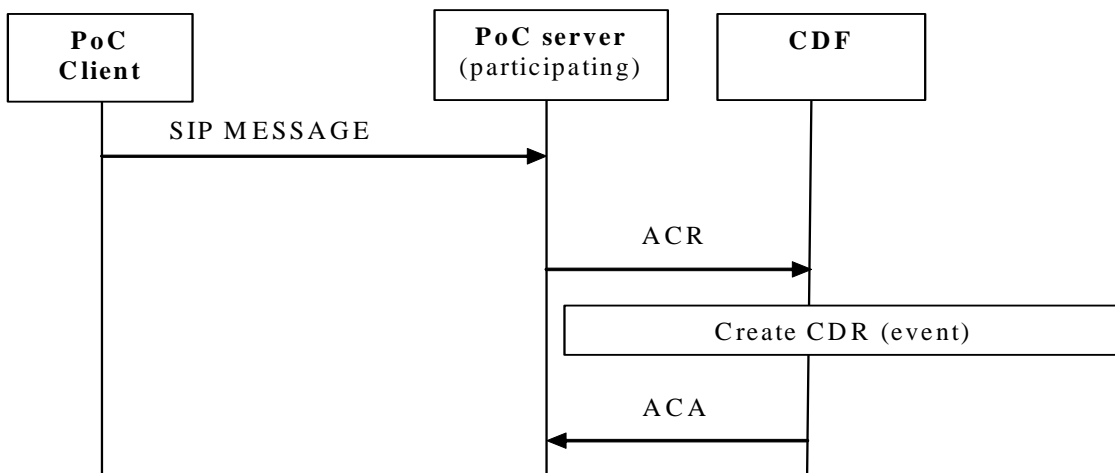 PoC
Client
PoC server
(participating)
CDF
SIP MESSAGE
ACR
Create CDR (event)
ACA